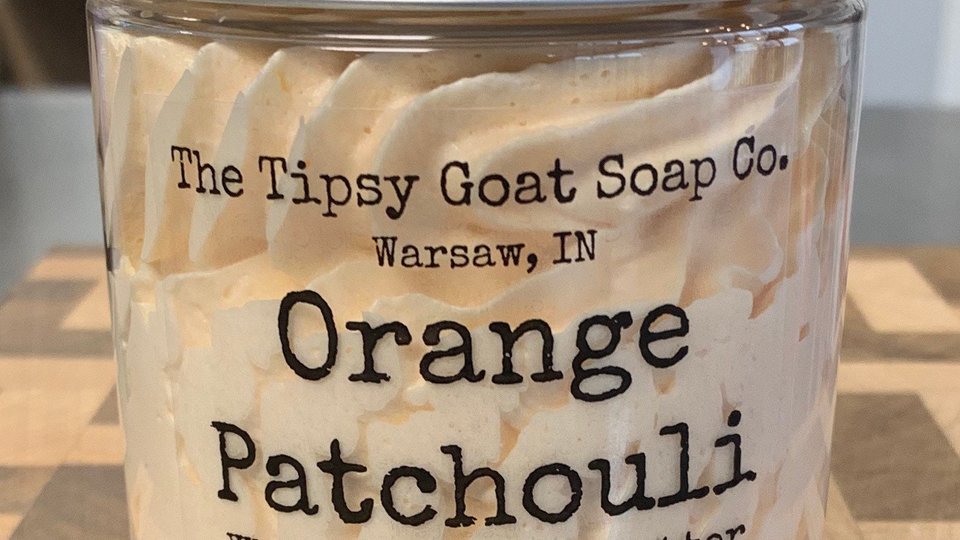 The Tipsy Goat Soap Co.
Warsaw, IN
Orange
Patchouli